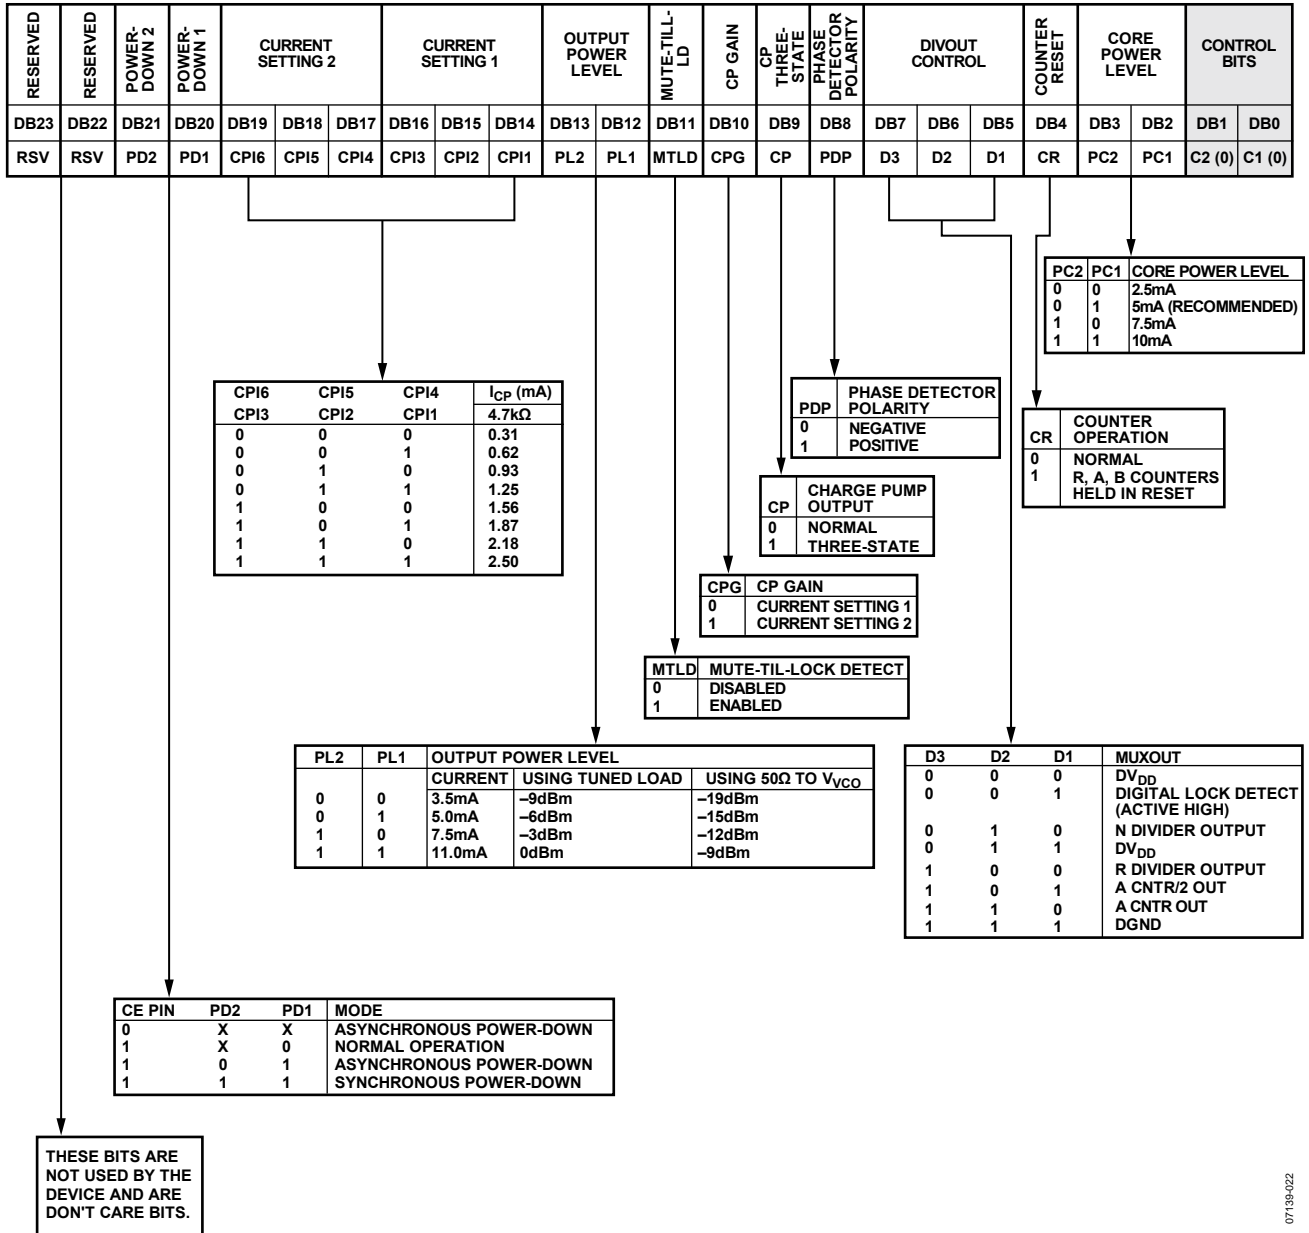 RESERVED RESERVED POWER-DOWN 2 POWER-DOWN 1 CURRENT SETTING 2 CURRENT SETTING 1 OUTPUT POWER LEVEL MUTE-TILL-LD CP GAIN CP THREE-STATE PHASE DETECTOR POLARITY DIVOUT CONTROL COUNTER RESET CORE POWER LEVEL CONTROL BITS
DB23 DB22 DB21 DB20 DB19 DB18 DB17 DB16 DB15 DB14 DB13 DB12 DB11 DB10 DB9 DB8 DB7 DB6 DB5 DB4 DB3 DB2 DB1 DB0
RSV RSV PD2 PD1 CPI6 CPI5 CPI4 CPI3 CPI2 CPI1 PL2 PL1 MTLD CPG CP PDP D3 D2 D1 CR PC2 PC1 C2 (0) C1 (0)
PC2 PC1 CORE POWER LEVEL
0 0 2.5mA
0 1 5mA (RECOMMENDED)
1 0 7.5mA
1 1 10mA
CPI6 CPI5 CPI4 ICP (mA)
CPI3 CPI2 CPI1 4.7kΩ
0 0 0 0.31
0 0 1 0.62
0 1 0 0.93
0 1 1 1.25
1 0 0 1.56
1 0 1 1.87
1 1 0 2.18
1 1 1 2.50
PHASE DETECTOR
PDP POLARITY
0 NEGATIVE
1 POSITIVE
COUNTER
CR OPERATION
0 NORMAL
1 R, A, B COUNTERS
HELD IN RESET
CHARGE PUMP
CP OUTPUT
0 NORMAL
1 THREE-STATE
CPG CP GAIN
0 CURRENT SETTING 1
1 CURRENT SETTING 2
MTLD MUTE-TIL-LOCK DETECT
0 DISABLED
1 ENABLED
PL2 PL1 OUTPUT POWER LEVEL
CURRENT USING TUNED LOAD USING 50Ω TO VVCO
0 0 3.5mA –9dBm –19dBm
0 1 5.0mA –6dBm –15dBm
1 0 7.5mA –3dBm –12dBm
1 1 11.0mA 0dBm –9dBm
D3 D2 D1 MUXOUT
0 0 0 DVDD
0 0 1 DIGITAL LOCK DETECT
(ACTIVE HIGH)
0 1 0 N DIVIDER OUTPUT
0 1 1 DVDD
1 0 0 R DIVIDER OUTPUT
1 0 1 A CNTR/2 OUT
1 1 0 A CNTR OUT
1 1 1 DGND
CE PIN PD2 PD1 MODE
0 X X ASYNCHRONOUS POWER-DOWN
1 X 0 NORMAL OPERATION
1 0 1 ASYNCHRONOUS POWER-DOWN
1 1 1 SYNCHRONOUS POWER-DOWN
THESE BITS ARE
NOT USED BY THE
DEVICE AND ARE
DON'T CARE BITS.
07139-022